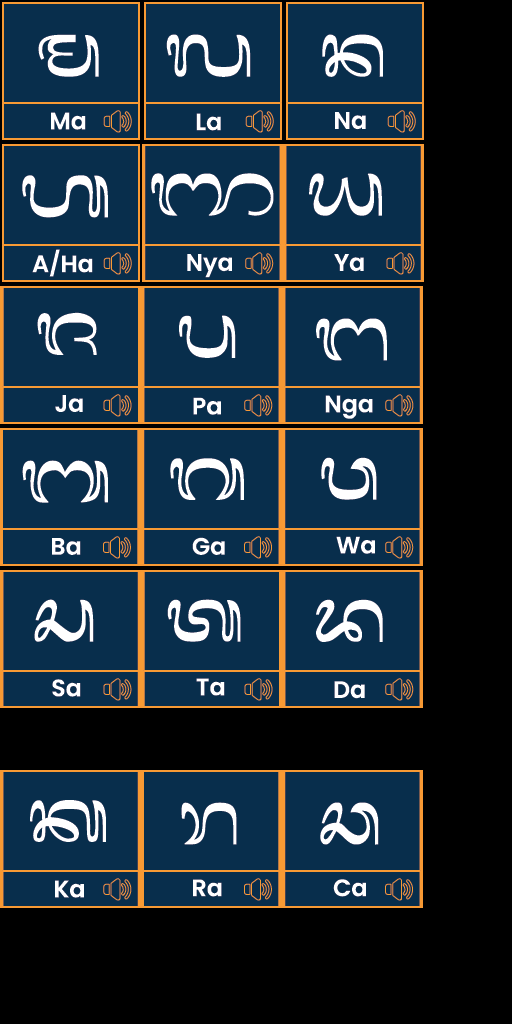 ᬫ ᬮ ᬦ
Ma La Na
ᬳ ᬜ ᬬ
A/Ha Nya Ya
ᬚ ᬧ ᬗ
Ja Pa Nga
ᬩ ᬕ ᬯ
Ba Ga Wa
ᬲ ᬢ ᬤ
Sa Ta Da
ᬓ ᬭ ᬘ
Ka Ra Ca